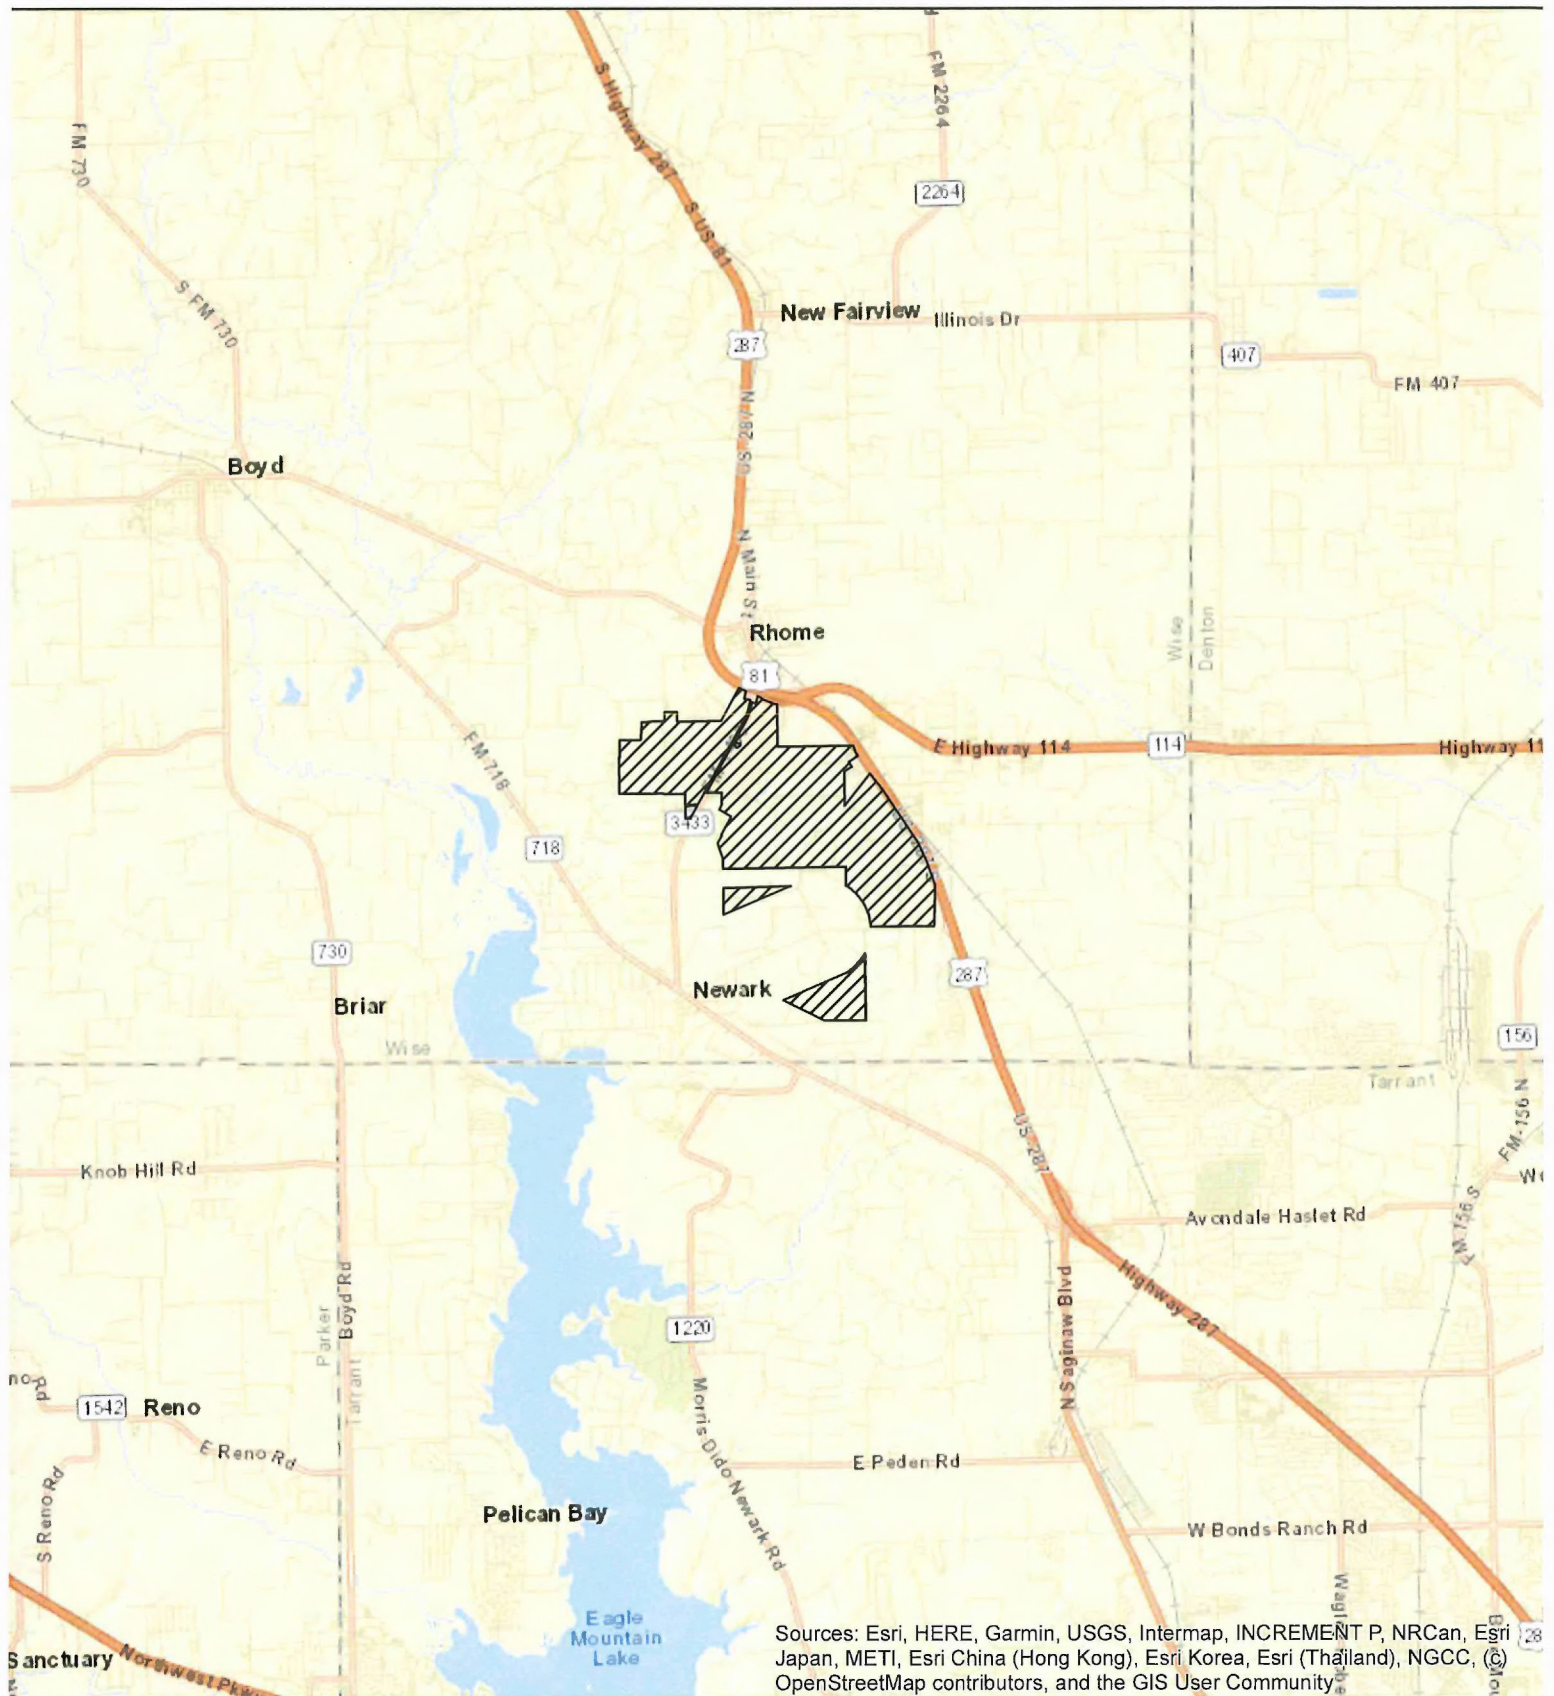 FM 2264
S Highway 287
FM 730
2264
S US 81
S FM 730
New Fairview
Illinois Dr
287
407
FM 407
US 287 N
Boyd
N Main St
Wise
Denton
Rhome
81
E Highway 114
114
Highway 11
FM 718
3433
718
730
Newark
287
Briar
Wise
156
Tarrant
FM-156 N
US-287
Knob Hill Rd
Avondale Haslet Rd
FM 156 S
Boyd Rd
Parker
Tarrant
N Saginaw Blvd
Highway 287
1220
1542
Reno
E Reno Rd
Morris Dido Newark Rd
E Peden Rd
S Reno Rd
Pelican Bay
W Bonds Ranch Rd
Eagle
Mountain
Lake
Sanctuary
Northwest Pkw
28
Sources: Esri, HERE, Garmin, USGS, Intermap, INCREMENT P, NRCan, Esri
Japan, METI, Esri China (Hong Kong), Esri Korea, Esri (Thailand), NGCC, (c)
OpenStreetMap contributors, and the GIS User Community